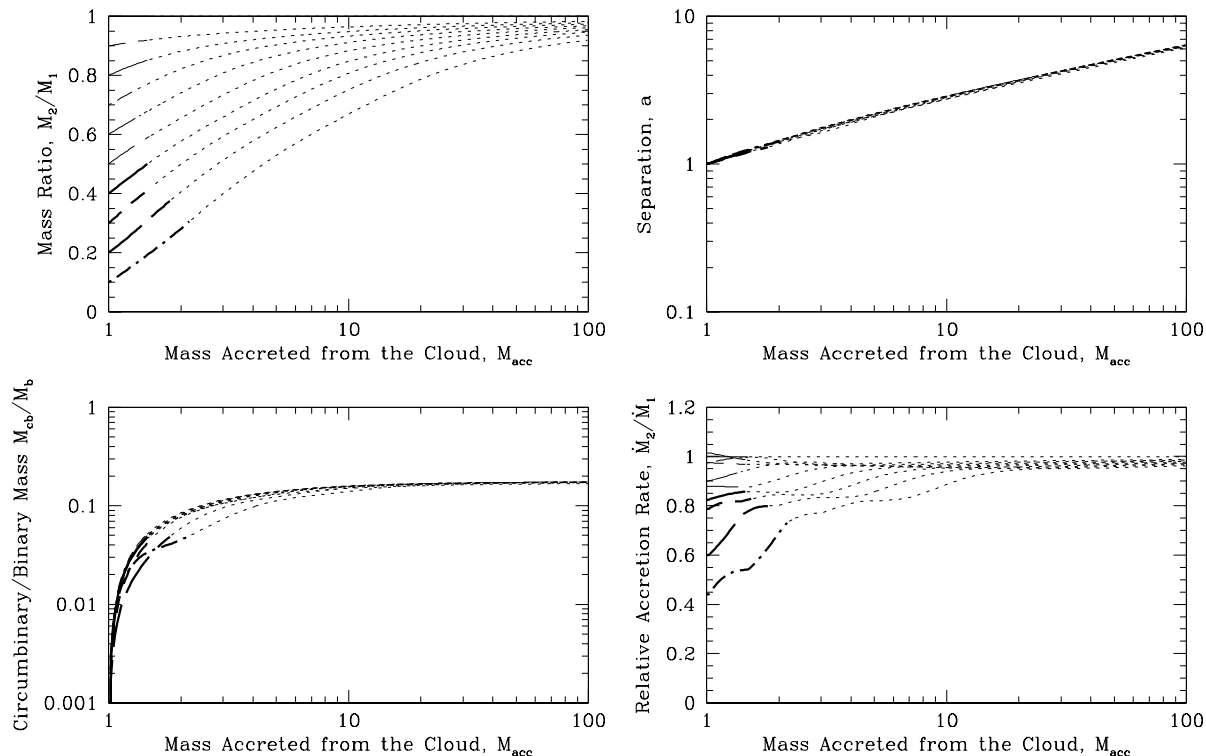 1
0.8
0.6
0.4
0.2
0
Mass Ratio, M2/M1
1 10 100
Mass Accreted from the Cloud, Macc
10
1
0.1
Separation, a
1 10 100
Mass Accreted from the Cloud, Macc
1
0.1
0.01
0.001
Circumbinary/Binary Mass Mcb/Mb
1 10 100
Mass Accreted from the Cloud, Macc
1.2
1
0.8
0.6
0.4
0.2
0
Relative Accretion Rate, Ṁ2/Ṁ1
1 10 100
Mass Accreted from the Cloud, Macc